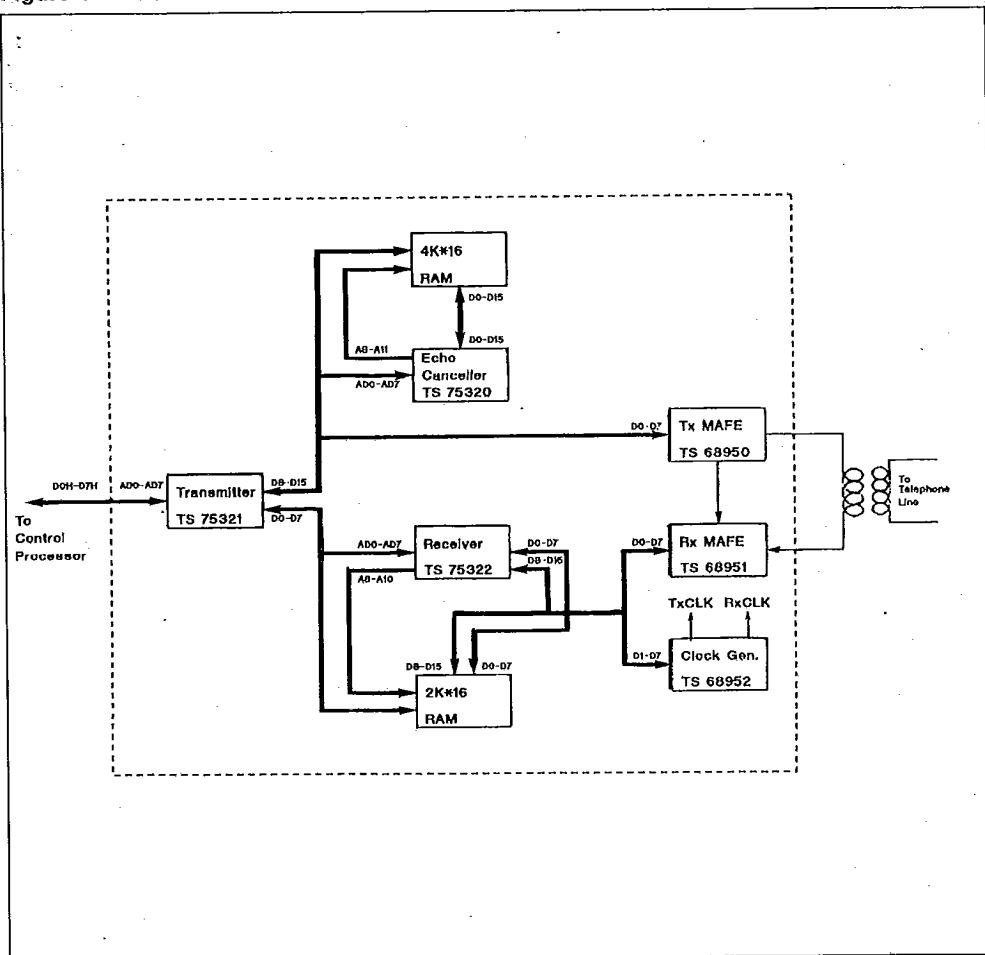 4K*16
RAM
D0-D15
D0-D15
A8-A11
Echo
Canceller
TS 75320
AD0-AD7
D0-D7
Tx MAFE
TS 68950
D0H-D7H
AD0-AD7
Transmitter
TS 75321
D8-D15
D0-D7
To
Control
Processor
To
Telephone
Line
AD0-AD7
Receiver
TS 75322
A8-A10
D0-D7
D8-D15
D0-D7
Rx MAFE
TS 68951
TxCLK RxCLK
D1-D7
Clock Gen.
TS 68952
D8-D15
D0-D7
2K*16
RAM